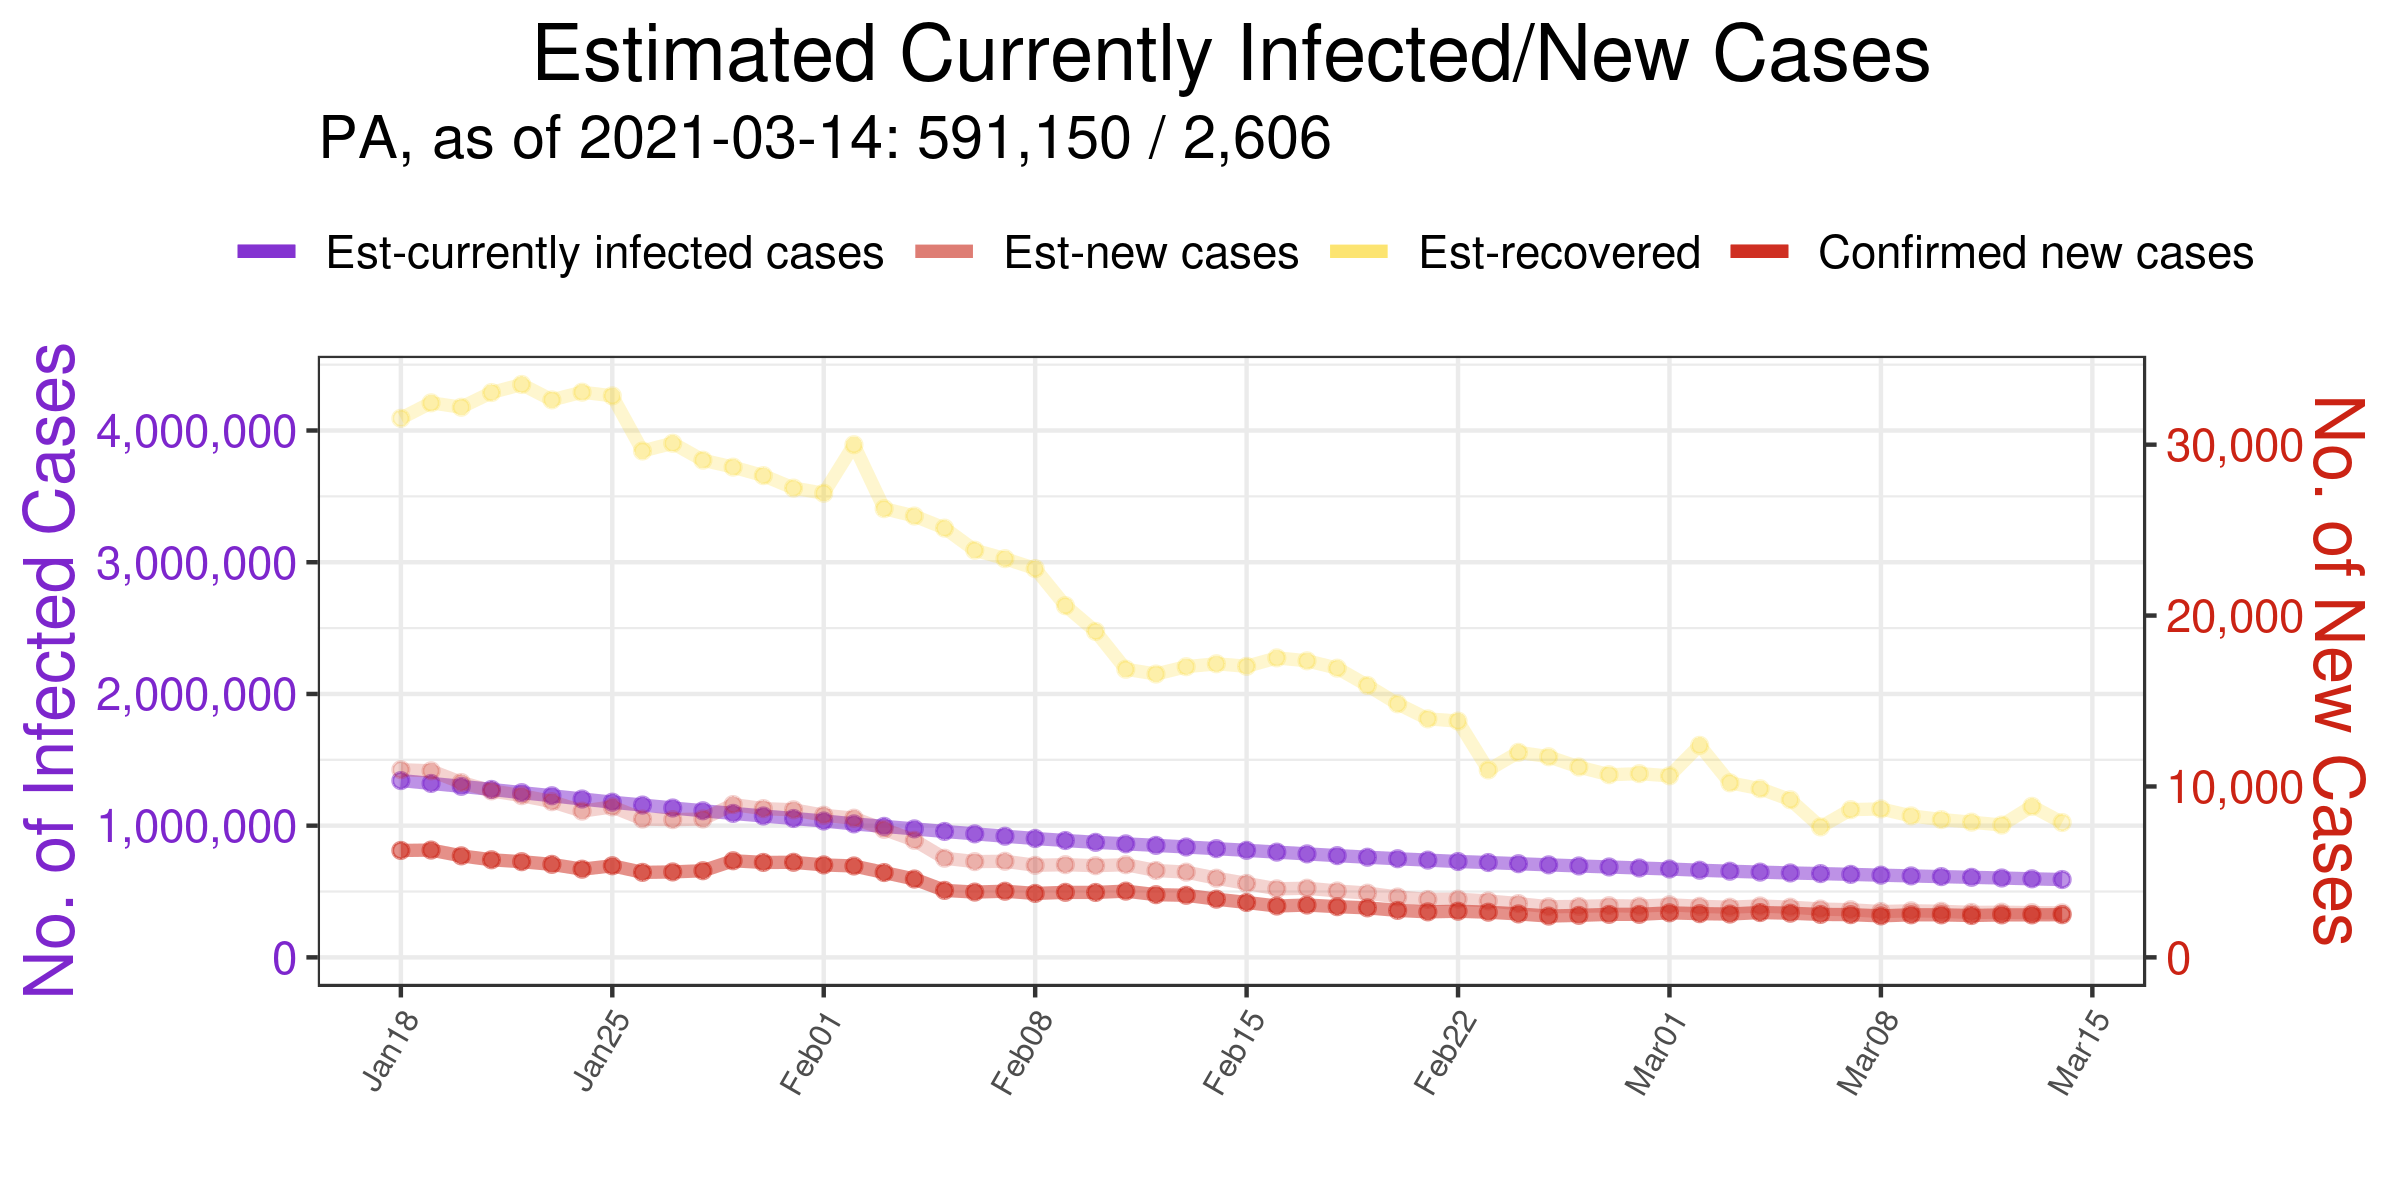 Estimated Currently Infected/New Cases
PA, as of 2021-03-14: 591,150 / 2,606
Est-currently infected cases Est-new cases Est-recovered Confirmed new cases
No. of Infected Cases
4,000,000
3,000,000
2,000,000
1,000,000
0
30,000
20,000
10,000
0
No. of New Cases
Jan18 Jan25 Feb01 Feb08 Feb15 Feb22 Mar01 Mar08 Mar15